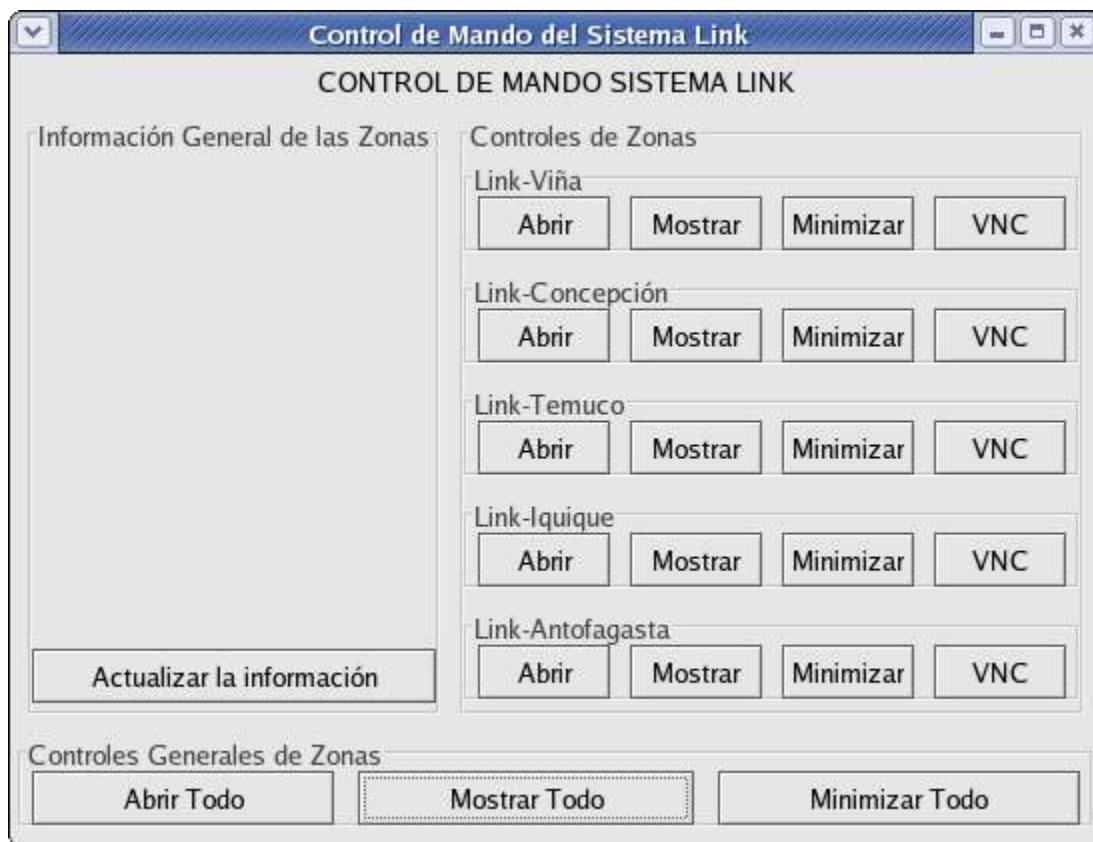 Control de Mando del Sistema Link
CONTROL DE MANDO SISTEMA LINK
Información General de las Zonas
Actualizar la información
Controles de Zonas
Link-Viña
Abrir Mostrar Minimizar VNC
Link-Concepción
Abrir Mostrar Minimizar VNC
Link-Temuco
Abrir Mostrar Minimizar VNC
Link-Iquique
Abrir Mostrar Minimizar VNC
Link-Antofagasta
Abrir Mostrar Minimizar VNC
Controles Generales de Zonas
Abrir Todo Mostrar Todo Minimizar Todo